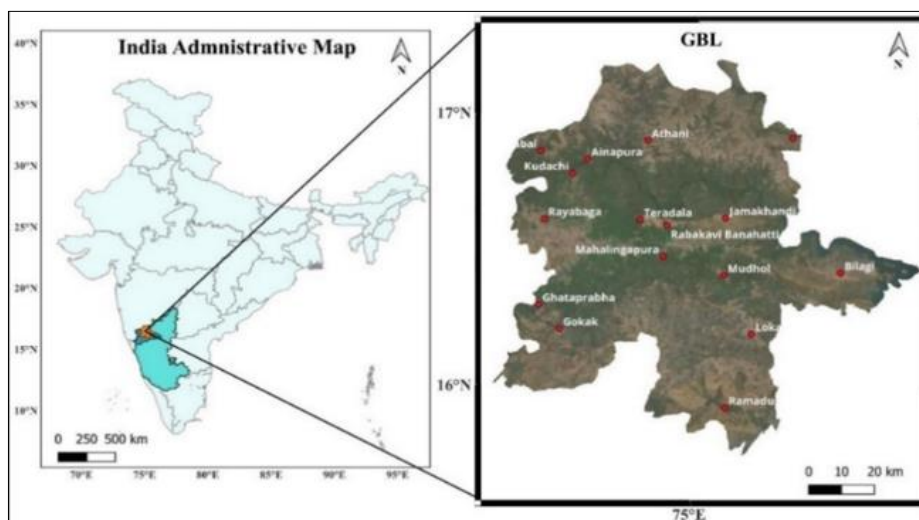 India Admnistrative Map
N
40°N
35°N
30°N
25°N
20°N
15°N
10°N
0 250 500 km
70°E 75°E 80°E 85°E 90°E 95°E
GBL
N
17°N
16°N
75°E
Athani
bai
Ainapura
Kudachi
Rayabaga
Teradala
Jamakhandi
Rabakavi Banahatti
Mahalingapura
Mudhol
Bilagi
Ghataprabha
Gokak
Loka
Ramadu
0 10 20 km